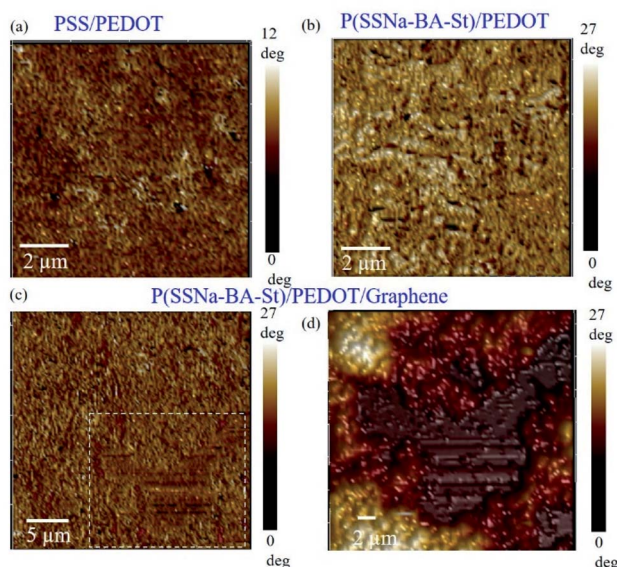 (a)
PSS/PEDOT
12
deg
2 µm
0
deg
(b)
P(SSNa-BA-St)/PEDOT
27
deg
2 µm
0
deg
(c)
P(SSNa-BA-St)/PEDOT/Graphene
27
deg
5 µm
0
deg
(d)
27
deg
2 µm
0
deg